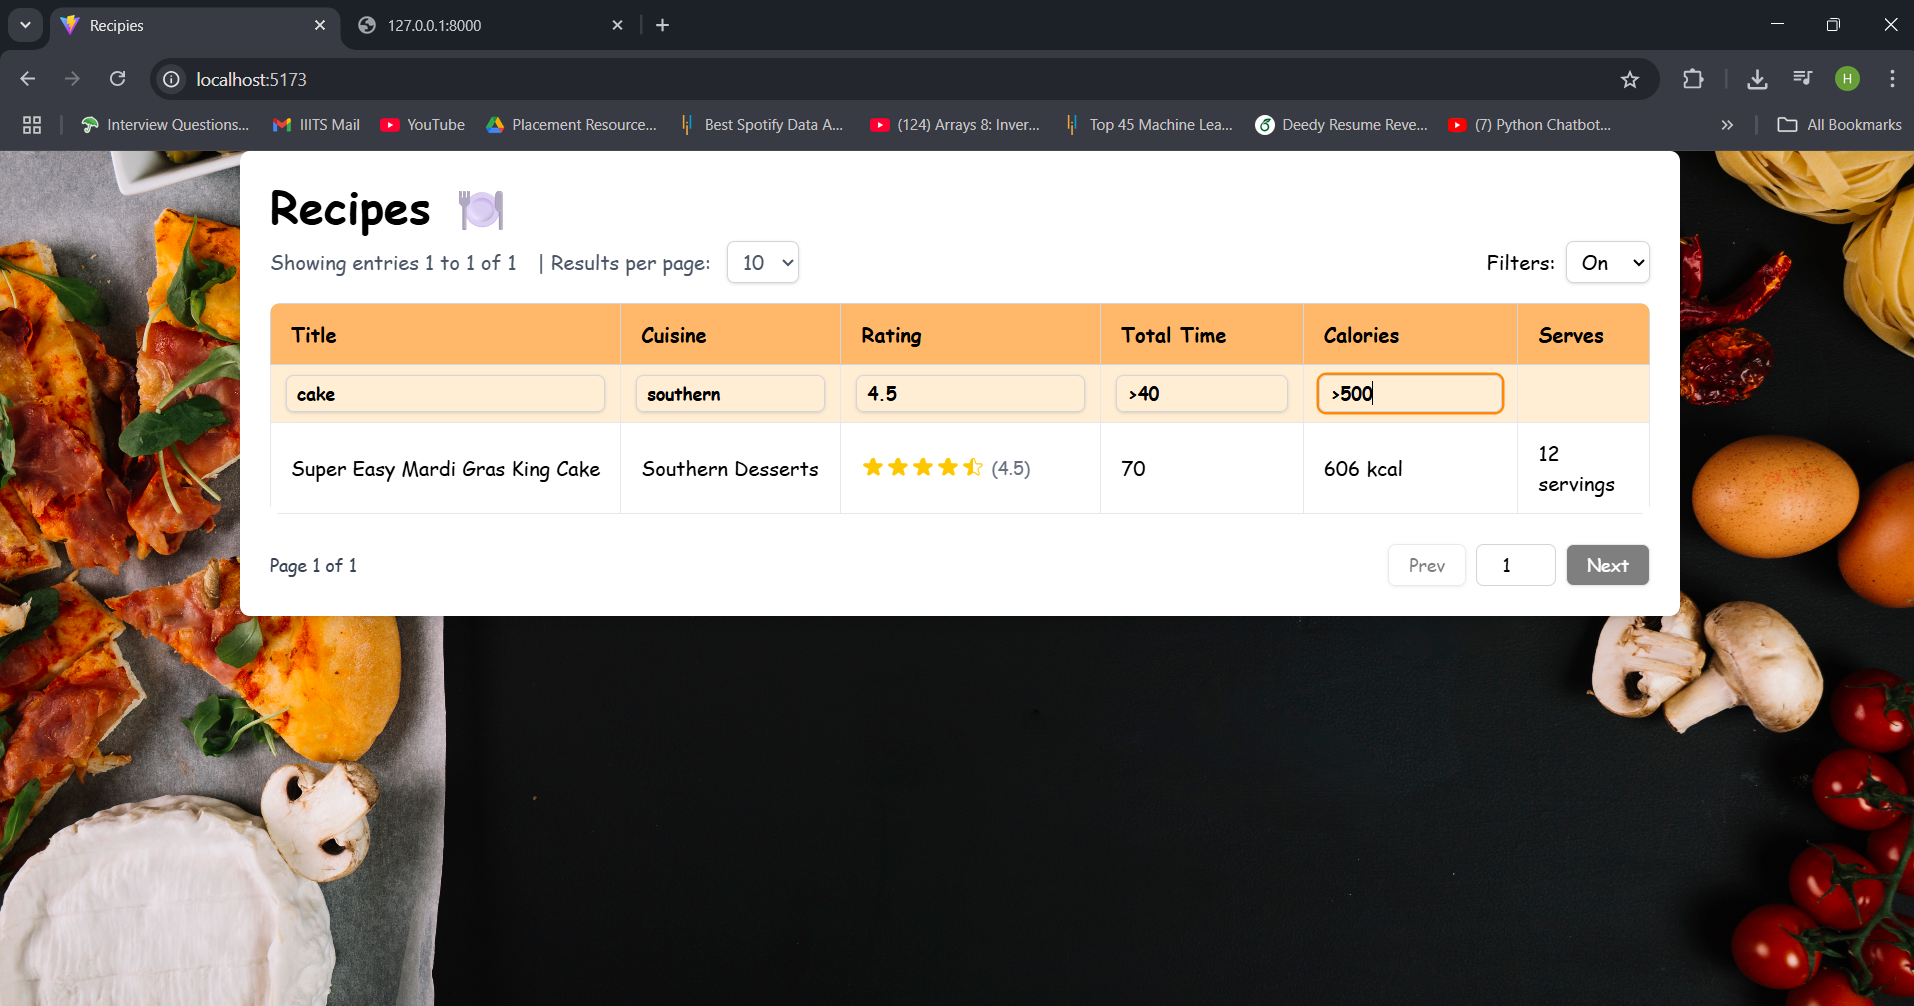 Recipies
127.0.0.1:8000
localhost:5173
H
Interview Questions...
IIITS Mail
YouTube
Placement Resource...
Best Spotify Data A...
(124) Arrays 8: Inver...
Top 45 Machine Lea...
Deedy Resume Reve...
(7) Python Chatbot...
All Bookmarks
Recipes
Showing entries 1 to 1 of 1 | Results per page: 10
Filters: On
Title Cuisine Rating Total Time Calories Serves
cake southern 4.5 >40 >500
Super Easy Mardi Gras King Cake Southern Desserts (4.5) 70 606 kcal 12 servings
Page 1 of 1
Prev 1 Next